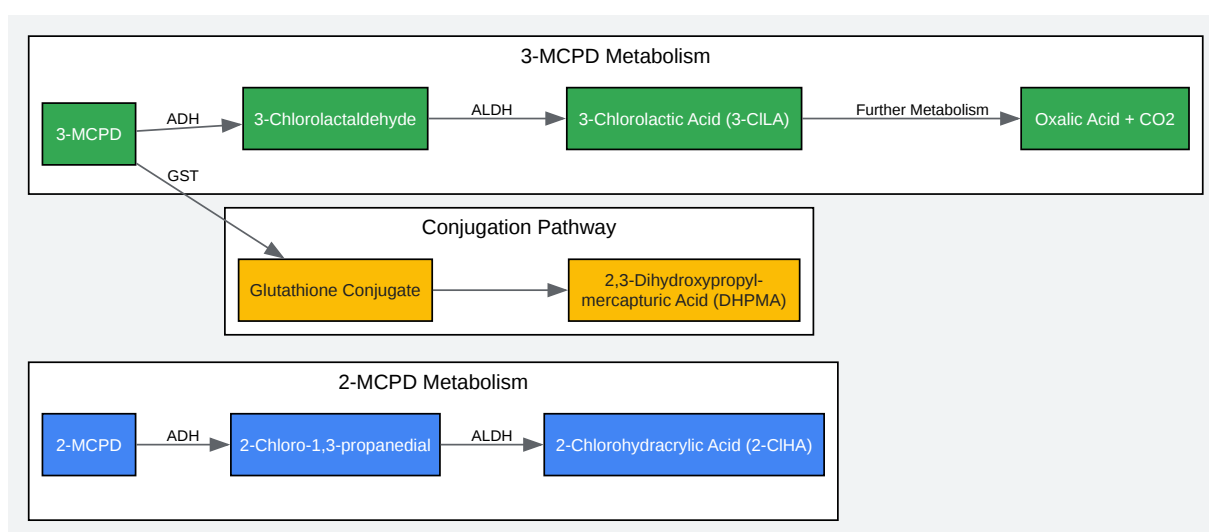 3-MCPD Metabolism
3-MCPD
ADH
3-Chlorolactaldehyde
ALDH
3-Chlorolactic Acid (3-ClLA)
Further Metabolism
Oxalic Acid + CO2
GST
Conjugation Pathway
Glutathione Conjugate
2,3-Dihydroxypropyl-
mercapturic Acid (DHPMA)
2-MCPD Metabolism
2-MCPD
ADH
2-Chloro-1,3-propanedial
ALDH
2-Chlorohydracrylic Acid (2-ClHA)